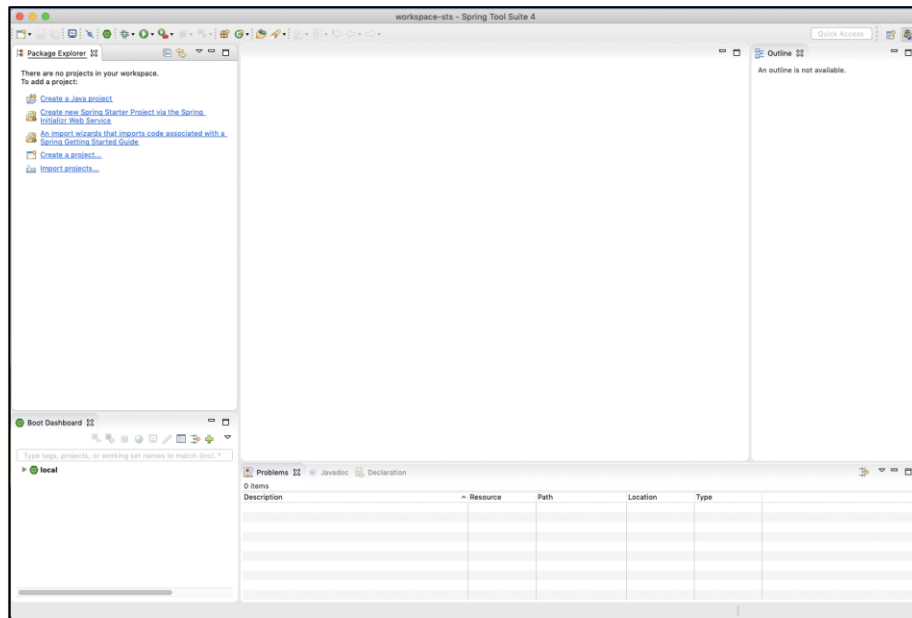 workspace-sts - Spring Tool Suite 4
Quick Access
Package Explorer
There are no projects in your workspace.
To add a project:
Create a Java project
Create new Spring Starter Project via the Spring
Initializr Web Service
An import wizards that imports code associated with a
Spring Getting Started Guide
Create a project...
Import projects...
Outline
An outline is not available.
Boot Dashboard
Type tags, projects, or working set names to match (incl. *
local
Problems Javadoc Declaration
0 items
Description Resource Path Location Type